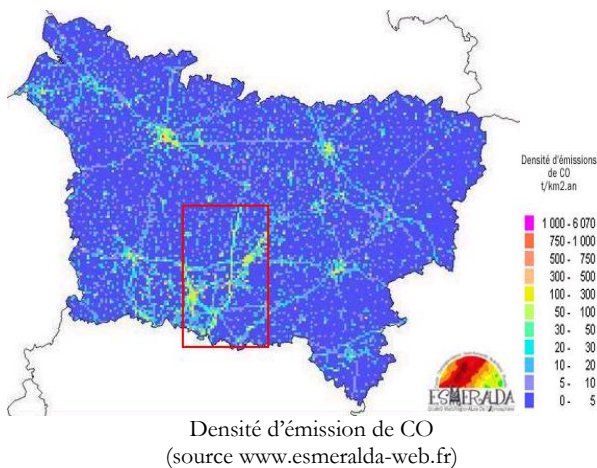 Densité d'émissions
de CO
t/km2.an
1 000 - 6 070
750 - 1 000
500 - 750
300 - 500
100 - 300
50 - 100
30 - 50
20 - 30
10 - 20
5 - 10
0 - 5
ESMERALDA
Densité d'émission de CO
(source www.esmeralda-web.fr)